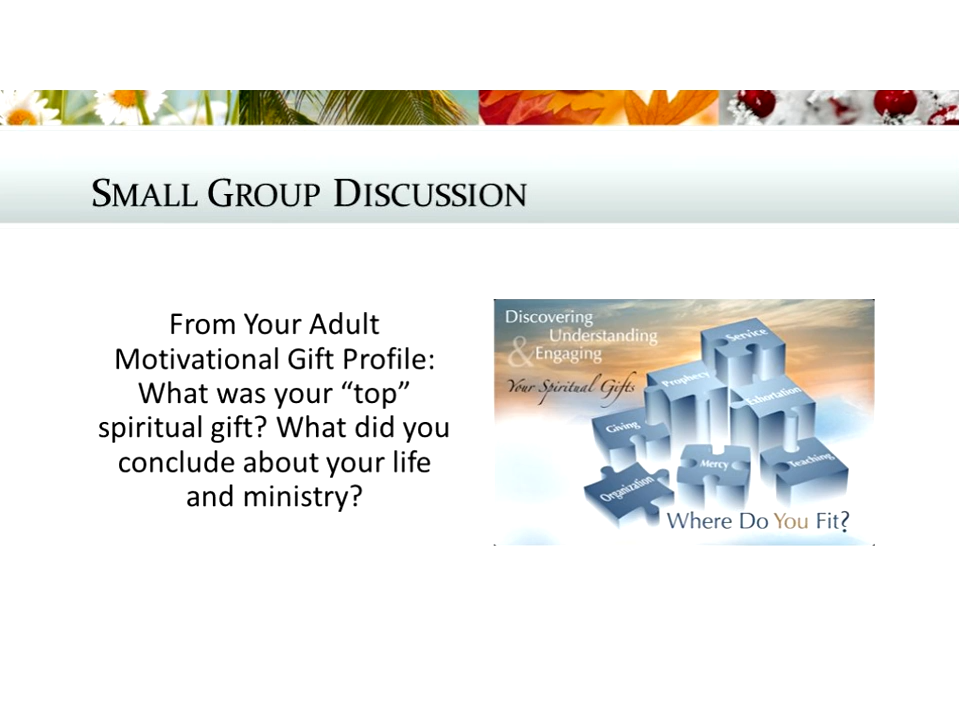 SMALL GROUP DISCUSSION
From Your Adult
Motivational Gift Profile:
What was your “top”
spiritual gift? What did you
conclude about your life
and ministry?
Discovering
Understanding
& Engaging
Your Spiritual Gifts
Service
Prophecy
Exhortation
Giving
Mercy
Teaching
Organization
Where Do You Fit?